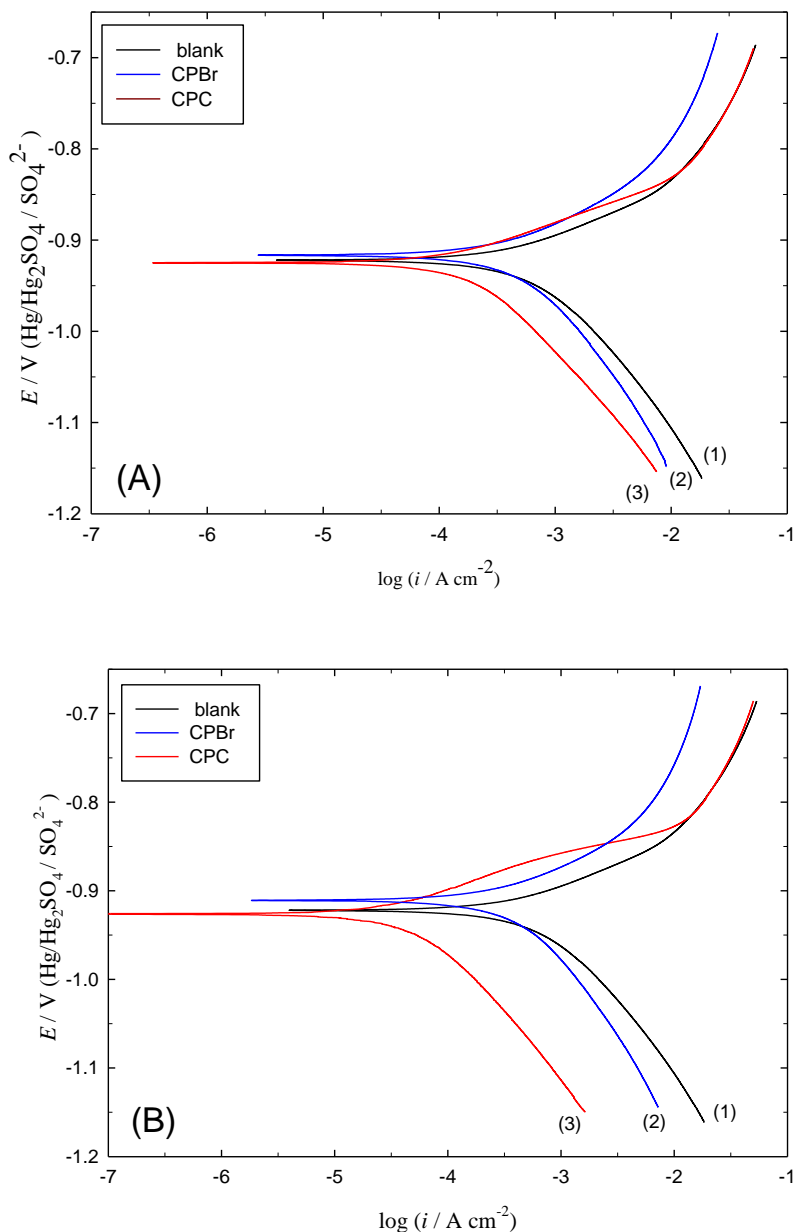 -0.7
-0.8
-0.9
-1.0
-1.1
-1.2
-7
-6
-5
-4
-3
-2
-1
E / V (Hg/Hg₂SO₄ / SO₄²⁻)
log (i / A cm⁻²)
blank
CPBr
CPC
(A)
(1)
(2)
(3)
-0.7
-0.8
-0.9
-1.0
-1.1
-1.2
-7
-6
-5
-4
-3
-2
-1
E / V (Hg/Hg₂SO₄ / SO₄²⁻)
log (i / A cm⁻²)
blank
CPBr
CPC
(B)
(1)
(2)
(3)